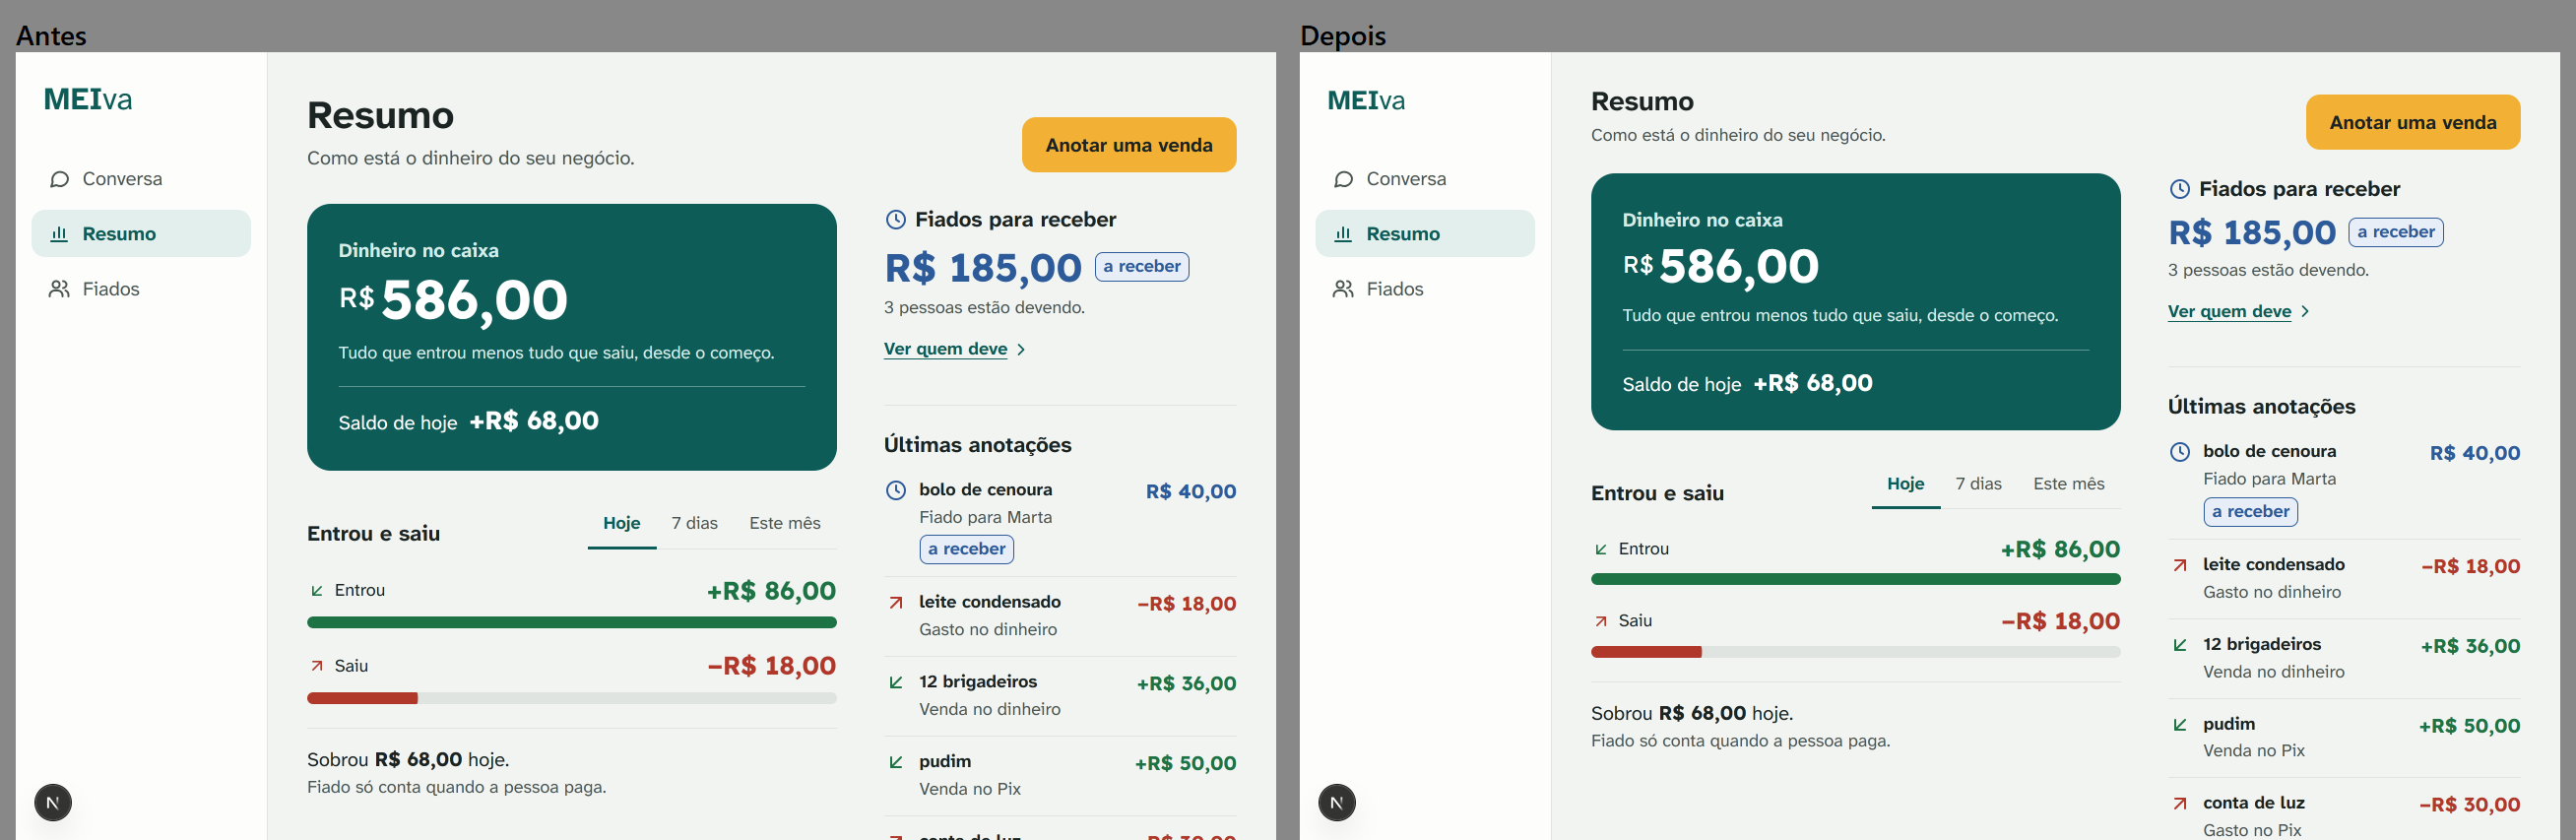 Antes
MEIva
Conversa
Resumo
Fiados
N
Resumo
Como está o dinheiro do seu negócio.
Anotar uma venda
Dinheiro no caixa
R$ 586,00
Tudo que entrou menos tudo que saiu, desde o começo.
Saldo de hoje +R$ 68,00
Entrou e saiu
Hoje 7 dias Este mês
Entrou +R$ 86,00
Saiu −R$ 18,00
Sobrou R$ 68,00 hoje.
Fiado só conta quando a pessoa paga.
Fiados para receber
R$ 185,00 a receber
3 pessoas estão devendo.
Ver quem deve
Últimas anotações
bolo de cenoura R$ 40,00
Fiado para Marta
a receber
leite condensado −R$ 18,00
Gasto no dinheiro
12 brigadeiros +R$ 36,00
Venda no dinheiro
pudim +R$ 50,00
Venda no Pix
Depois
MEIva
Conversa
Resumo
Fiados
N
Resumo
Como está o dinheiro do seu negócio.
Anotar uma venda
Dinheiro no caixa
R$ 586,00
Tudo que entrou menos tudo que saiu, desde o começo.
Saldo de hoje +R$ 68,00
Entrou e saiu
Hoje 7 dias Este mês
Entrou +R$ 86,00
Saiu −R$ 18,00
Sobrou R$ 68,00 hoje.
Fiado só conta quando a pessoa paga.
Fiados para receber
R$ 185,00 a receber
3 pessoas estão devendo.
Ver quem deve
Últimas anotações
bolo de cenoura R$ 40,00
Fiado para Marta
a receber
leite condensado −R$ 18,00
Gasto no dinheiro
12 brigadeiros +R$ 36,00
Venda no dinheiro
pudim +R$ 50,00
Venda no Pix
conta de luz −R$ 30,00
Gasto no Pix